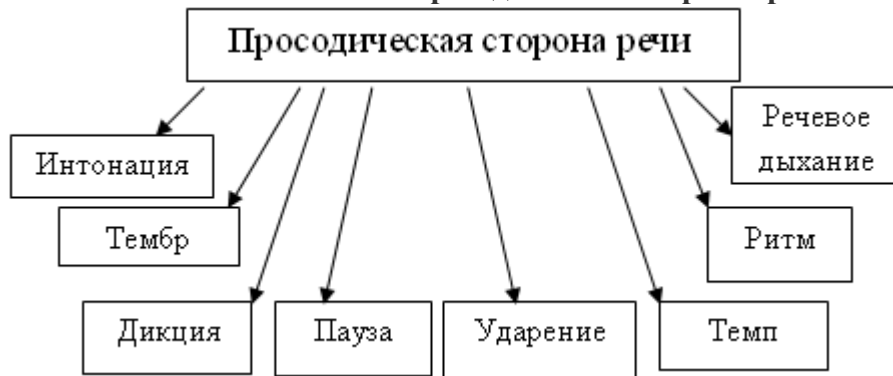 Просодическая сторона речи
Интонация
Речевое
дыхание
Тембр
Ритм
Дикция
Пауза
Ударение
Темп